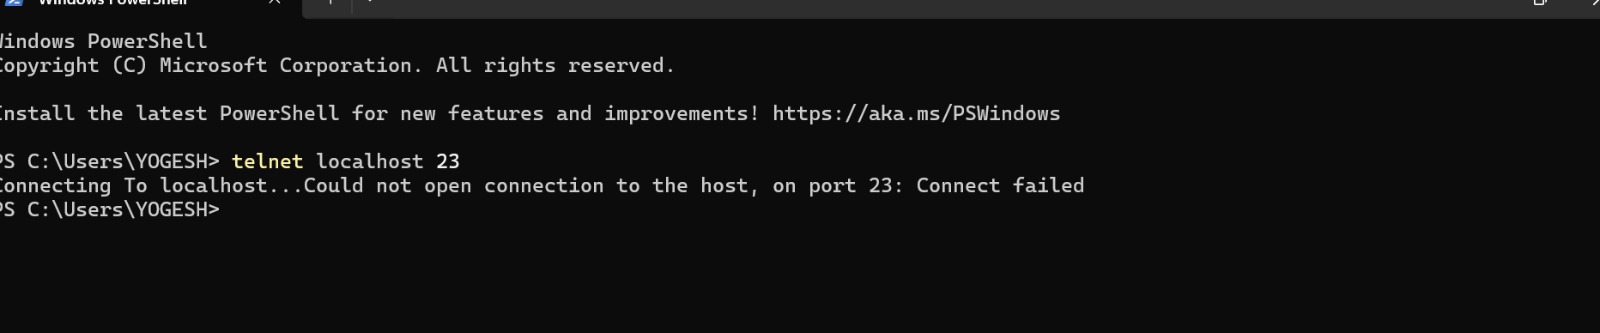 Windows PowerShell
Windows PowerShell
Copyright (C) Microsoft Corporation. All rights reserved.
Install the latest PowerShell for new features and improvements! https://aka.ms/PSWindows
PS C:\Users\YOGESH> telnet localhost 23
Connecting To localhost...Could not open connection to the host, on port 23: Connect failed
PS C:\Users\YOGESH>